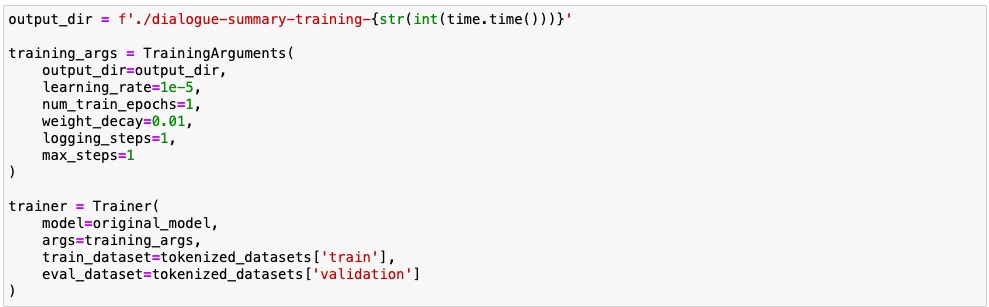 output_dir = f'./dialogue-summary-training-{str(int(time.time()))}'

training_args = TrainingArguments(
    output_dir=output_dir,
    learning_rate=1e-5,
    num_train_epochs=1,
    weight_decay=0.01,
    logging_steps=1,
    max_steps=1
)

trainer = Trainer(
    model=original_model,
    args=training_args,
    train_dataset=tokenized_datasets['train'],
    eval_dataset=tokenized_datasets['validation']
)